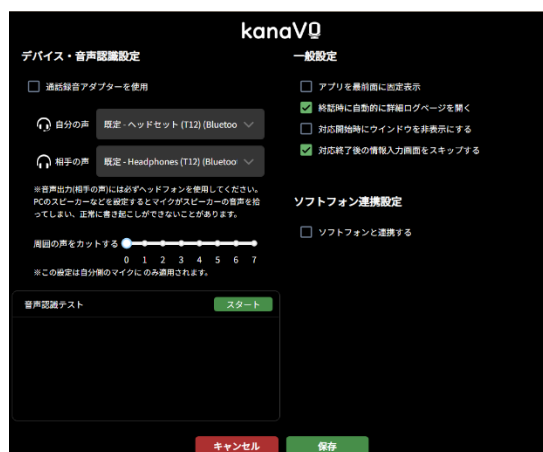 kanaVO
デバイス・音声認識設定
通話録音アダプターを使用
自分の声
既定 - ヘッドセット (T12) (Bluetoo
相手の声
既定 - Headphones (T12) (Bluetoo
※音声出力(相手の声)には必ずヘッドフォンを使用してください。
PCのスピーカーなどを設定するとマイクがスピーカーの音声を拾
ってしまい、正常に書き起こしができないことがあります。
周囲の声をカットする
0 1 2 3 4 5 6 7
※この設定は自分側のマイクにのみ適用されます。
音声認識テスト
スタート
一般設定
アプリを最前面に固定表示
終話時に自動的に詳細ログページを開く
対応開始時にウインドウを非表示にする
対応終了後の情報入力画面をスキップする
ソフトフォン連携設定
ソフトフォンと連携する
キャンセル
保存